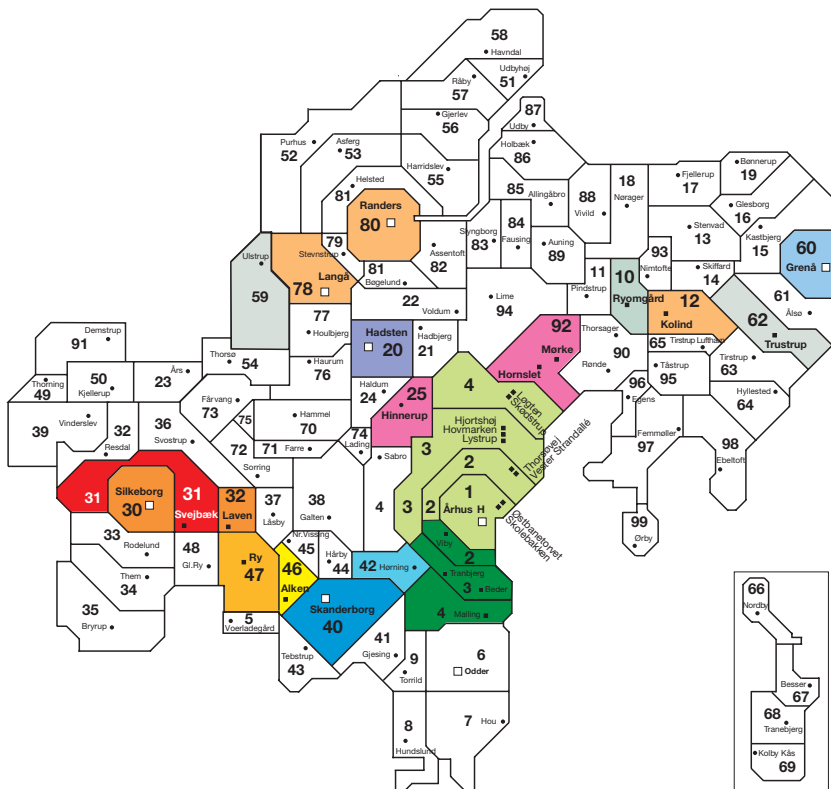 58
Havndal
Udbyhøj
51
Råby
57
Gjerlev
56
87
Udby
Holbæk
86
Purhus
52
Asferg
53
Harridslev
55
Helsted
81
Randers
80
85
Allingåbro
88
Vivild
18
Nørager
Fjellerup
17
Bønnerup
19
Glesborg
16
Stenvad
13
Kastbjerg
15
60
Grenå
Ulstrup
59
79
Stevnstrup
Langå
78
81
Bøgelund
Assentoft
82
Slyngborg
83
84
Fausing
Auning
89
93
Nimtofte
Skiffard
14
11
Pindstrup
10
Ryomgård
12
Kolind
61
Ålsø
62
Trustrup
22
Voldum
Lime
94
77
Houlbjerg
Hadsten
20
Hadbjerg
21
92
Mørke
Hornslet
Thorsager
90
Rønde
65
Tirstrup Lufthavn
Tåstrup
95
Tirstrup
63
Hyllested
64
Demstrup
91
Thorsø
54
Haurum
76
Års
23
Thorning
49
50
Kjellerup
Haldum
24
25
Hinnerup
4
Løgten
Skødstrup
96
Egens
Femmøller
97
98
Ebeltoft
99
Ørby
39
Vinderslev
32
Resdal
36
Svostrup
Fårvang
73
75
Hammel
70
72
71
Farre
74
Lading
Sabro
Sorring
Hjortshøj
Hovmarken
Lystrup
3
Thorsøvej
Vester Strandallé
2
1
Århus H
Østbanetorvet
Skolebakken
31
Silkeborg
30
31
Svejbæk
32
Laven
37
Låsby
38
Galten
4
3
2
Viby
2
33
Rodelund
48
Gl.Ry
Ry
47
Nr.Vissing
45
46
Alken
Hårby
44
42
Hørning
Tranbjerg
3
Beder
4
Malling
Them
34
35
Bryrup
5
Voerladegård
Skanderborg
40
Tebstrup
43
41
Gjesing
9
Torrild
6
Odder
8
Hundslund
7
Hou
66
Nordby
Besser
67
68
Tranebjerg
Kolby Kås
69